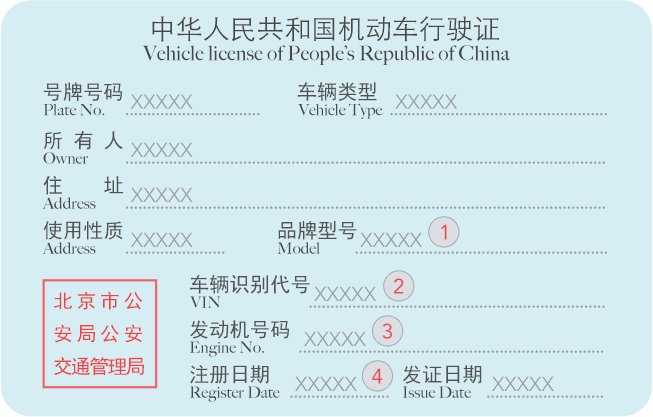 中华人民共和国机动车行驶证
Vehicle license of People's Republic of China
号牌号码 XXXXX 车辆类型 XXXXX
Plate No. Vehicle Type
所有人 XXXXX
Owner
住址 XXXXX
Address
使用性质 XXXXX 品牌型号 XXXXX 1
Address Model
车辆识别代号 XXXXX 2
VIN
发动机号码 XXXXX 3
Engine No.
注册日期 XXXXX 4 发证日期 XXXXX
Register Date Issue Date
北京市公
安局公安
交通管理局